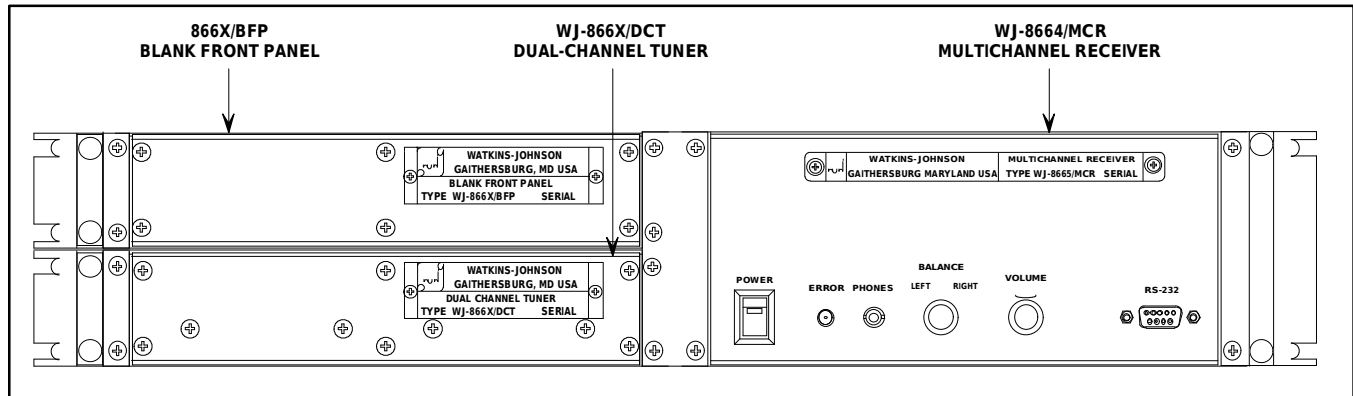 866X/BFP
BLANK FRONT PANEL
WJ-866X/DCT
DUAL-CHANNEL TUNER
WJ-8664/MCR
MULTICHANNEL RECEIVER
WATKINS-JOHNSON
GAITHERSBURG, MD USA
BLANK FRONT PANEL
TYPE WJ-866X/BFP SERIAL
WATKINS-JOHNSON
GAITHERSBURG, MD USA
DUAL CHANNEL TUNER
TYPE WJ-866X/DCT SERIAL
WATKINS-JOHNSON
GAITHERSBURG MARYLAND USA
MULTICHANNEL RECEIVER
TYPE WJ-8665/MCR SERIAL
POWER
ERROR
PHONES
BALANCE
LEFT RIGHT
VOLUME
RS-232